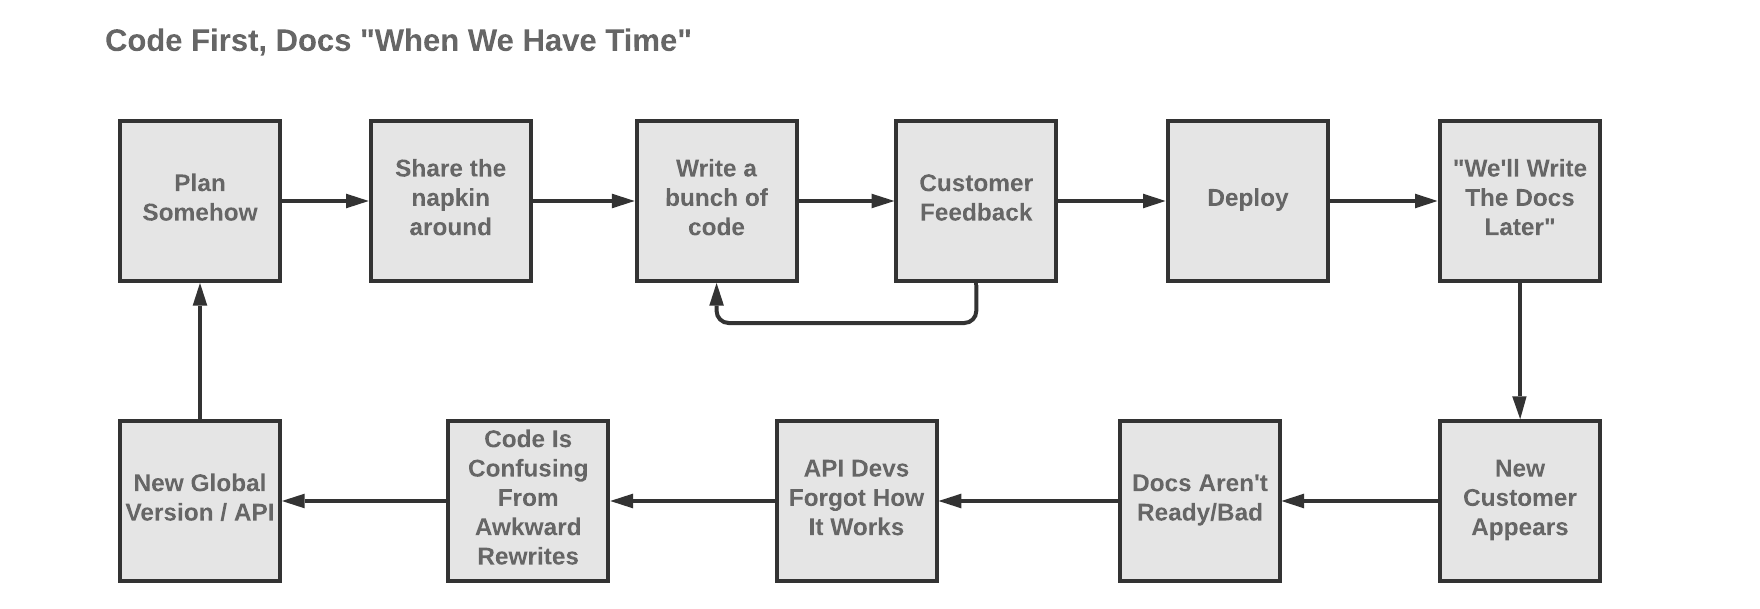 Code First, Docs "When We Have Time"
Plan
Somehow
Share the
napkin
around
Write a
bunch of
code
Customer
Feedback
Deploy
"We'll Write
The Docs
Later"
New
Customer
Appears
Docs Aren't
Ready/Bad
API Devs
Forgot How
It Works
Code Is
Confusing
From
Awkward
Rewrites
New Global
Version / API